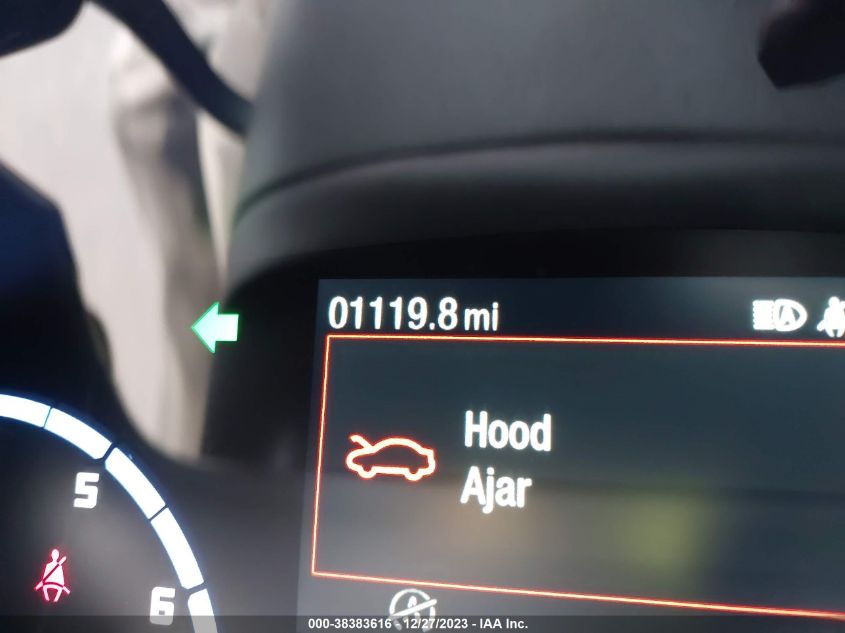 01119.8 mi
Hood
Ajar
5
6
000-38383616 - 12/27/2023 - IAA Inc.